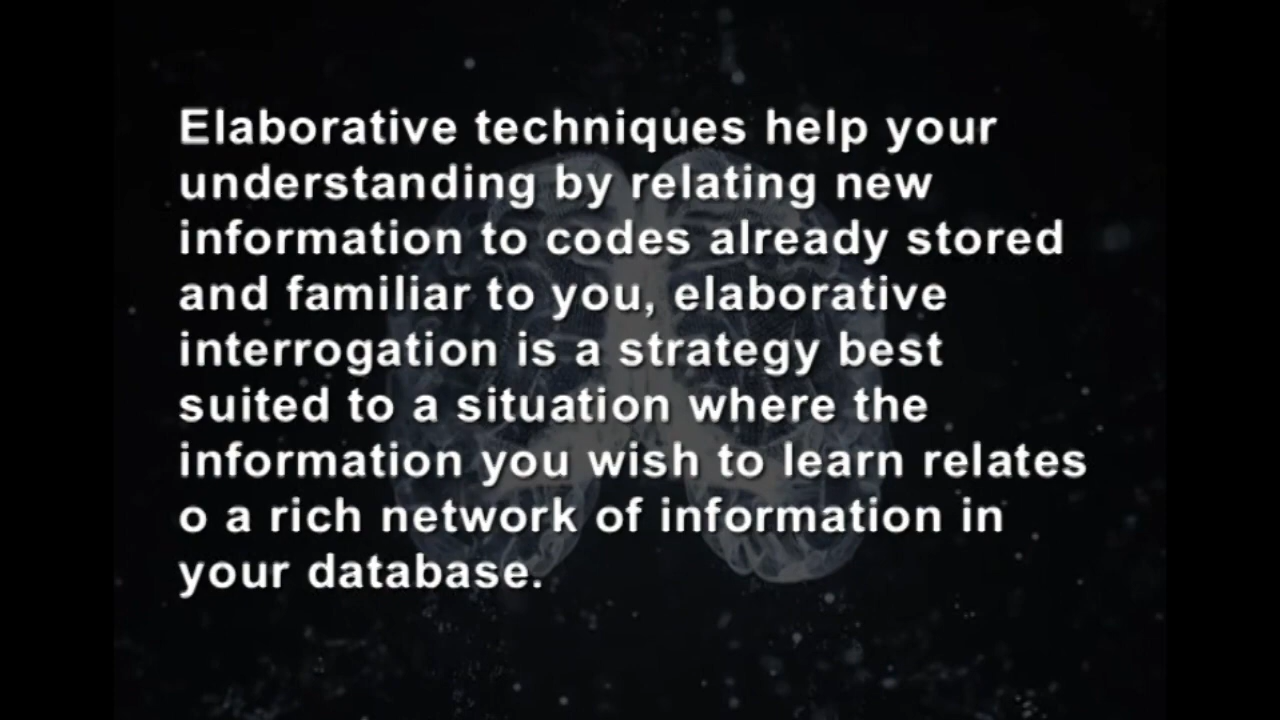 Elaborative techniques help your
understanding by relating new
information to codes already stored
and familiar to you, elaborative
interrogation is a strategy best
suited to a situation where the
information you wish to learn relates
o a rich network of information in
your database.